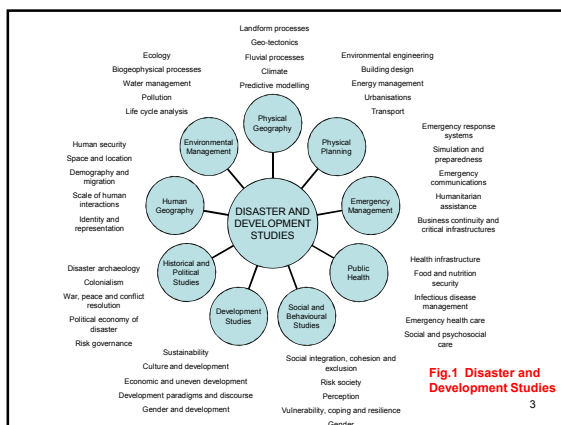 Landform processes
Geo-tectonics
Fluvial processes
Climate
Predictive modelling
Physical
Geography
Environmental engineering
Building design
Energy management
Urbanisations
Transport
Physical
Planning
Emergency response
systems
Simulation and
preparedness
Emergency
communications
Humanitarian
assistance
Business continuity and
critical infrastructures
Emergency
Management
Health infrastructure
Food and nutrition
security
Infectious disease
management
Emergency health care
Social and psychosocial
care
Public
Health
Social integration, cohesion and
exclusion
Risk society
Perception
Vulnerability, coping and resilience
Gender
Social and
Behavioural
Studies
Sustainability
Culture and development
Economic and uneven development
Development paradigms and discourse
Gender and development
Development
Studies
Disaster archaeology
Colonialism
War, peace and conflict
resolution
Political economy of
disaster
Risk governance
Historical and
Political
Studies
Human security
Space and location
Demography and
migration
Scale of human
interactions
Identity and
representation
Human
Geography
Ecology
Biogeophysical processes
Water management
Pollution
Life cycle analysis
Environmental
Management
DISASTER AND
DEVELOPMENT
STUDIES
Fig.1 Disaster and
Development Studies
3